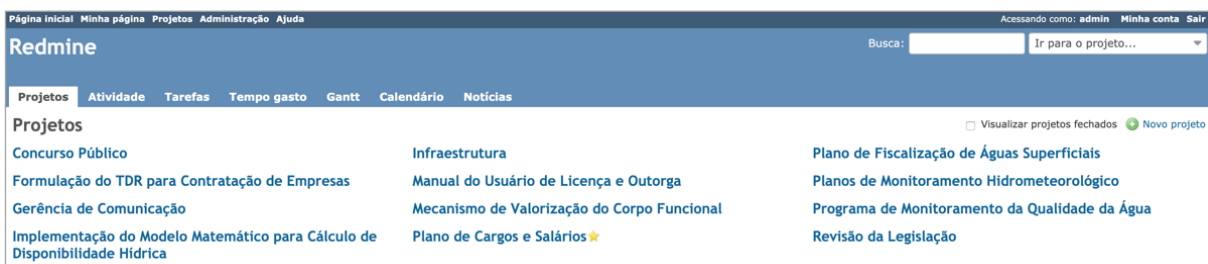 Página inicial Minha página Projetos Administração Ajuda
Acessando como: admin Minha conta Sair
Redmine
Busca:
Ir para o projeto...
Projetos Atividade Tarefas Tempo gasto Gantt Calendário Notícias
Projetos
Visualizar projetos fechados Novo projeto
Concurso Público
Formulação do TDR para Contratação de Empresas
Gerência de Comunicação
Implementação do Modelo Matemático para Cálculo de
Disponibilidade Hídrica
Infraestrutura
Manual do Usuário de Licença e Outorga
Mecanismo de Valorização do Corpo Funcional
Plano de Cargos e Salários
Plano de Fiscalização de Águas Superficiais
Planos de Monitoramento Hidrometeorológico
Programa de Monitoramento da Qualidade da Água
Revisão da Legislação